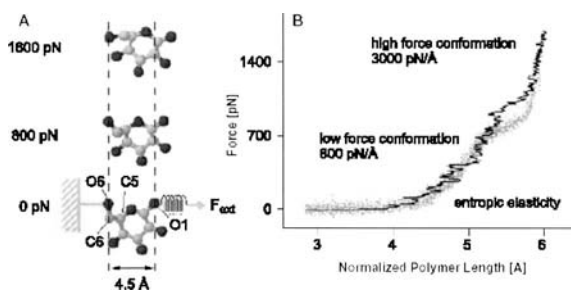 A
1600 pN
800 pN
0 pN
O6
C5
C6
O1
Fext
4.5 Å
B
high force conformation
3000 pN/Å
low force conformation
600 pN/Å
entropic elasticity
Force [pN]
1400
700
0
3
4
5
6
Normalized Polymer Length [A]